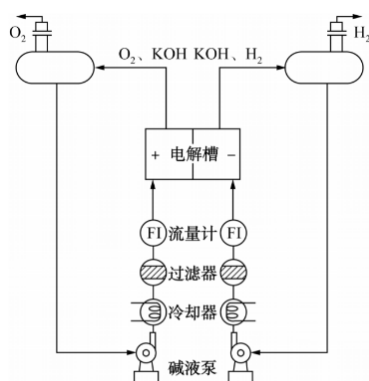 O₂ H₂
O₂、KOH KOH、H₂
+ 电解槽 −
FI 流量计 FI
过滤器
冷却器
碱液泵